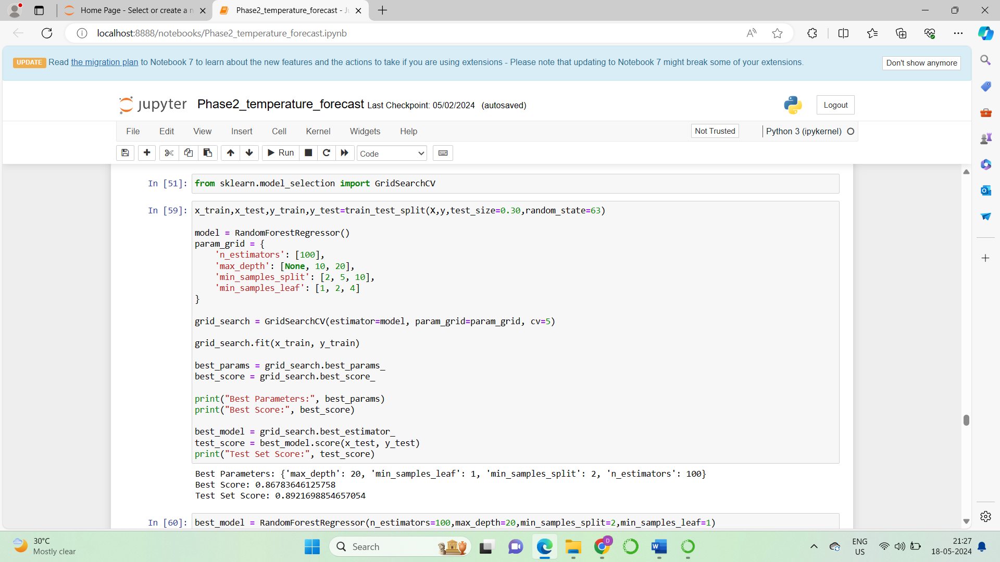 Home Page - Select or create a n
Phase2_temperature_forecast - Ju
localhost:8888/notebooks/Phase2_temperature_forecast.ipynb
UPDATE Read the migration plan to Notebook 7 to learn about the new features and the actions to take if you are using extensions - Please note that updating to Notebook 7 might break some of your extensions.
Don't show anymore
jupyter Phase2_temperature_forecast Last Checkpoint: 05/02/2024 (autosaved)
Logout
File Edit View Insert Cell Kernel Widgets Help
Not Trusted
Python 3 (ipykernel)
Run
Code
In [51]: from sklearn.model_selection import GridSearchCV
In [59]: x_train,x_test,y_train,y_test=train_test_split(X,y,test_size=0.30,random_state=63)
model = RandomForestRegressor()
param_grid = {
'n_estimators': [100],
'max_depth': [None, 10, 20],
'min_samples_split': [2, 5, 10],
'min_samples_leaf': [1, 2, 4]
}
grid_search = GridSearchCV(estimator=model, param_grid=param_grid, cv=5)
grid_search.fit(x_train, y_train)
best_params = grid_search.best_params_
best_score = grid_search.best_score_
print("Best Parameters:", best_params)
print("Best Score:", best_score)
best_model = grid_search.best_estimator_
test_score = best_model.score(x_test, y_test)
print("Test Set Score:", test_score)
Best Parameters: {'max_depth': 20, 'min_samples_leaf': 1, 'min_samples_split': 2, 'n_estimators': 100}
Best Score: 0.86783646125758
Test Set Score: 0.8921698854657054
In [60]: best_model = RandomForestRegressor(n_estimators=100,max_depth=20,min_samples_split=2,min_samples_leaf=1)
30°C
Mostly clear
Search
D
W
ENG
US
21:27
18-05-2024